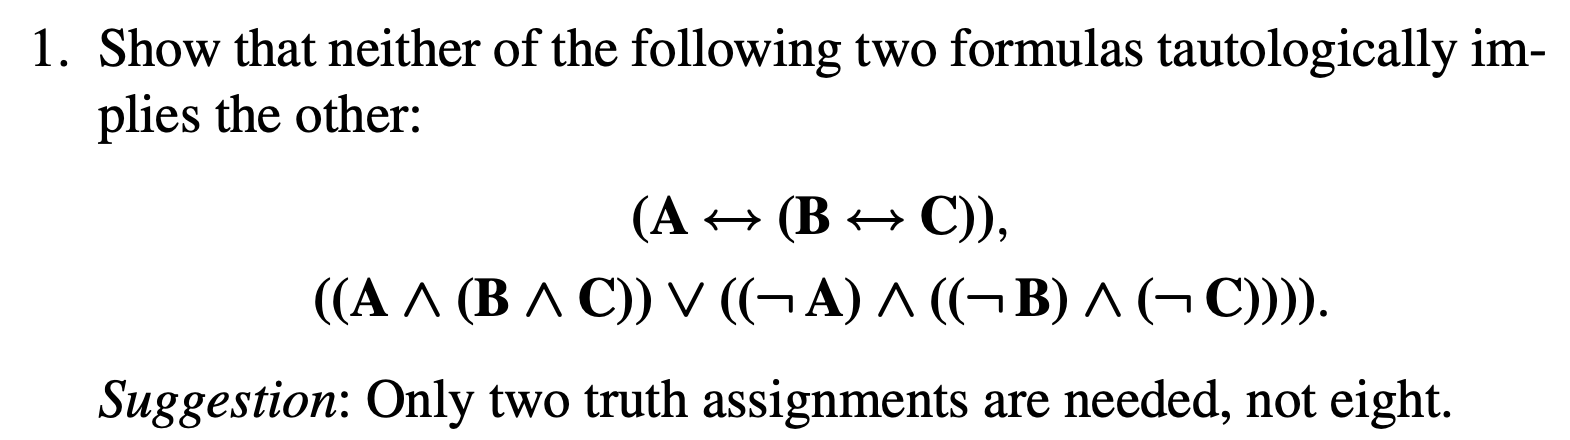 1. Show that neither of the following two formulas tautologically im-
plies the other:
(A ↔ (B ↔ C)),
((A ∧ (B ∧ C)) ∨ ((¬ A) ∧ ((¬ B) ∧ (¬ C)))).
Suggestion: Only two truth assignments are needed, not eight.